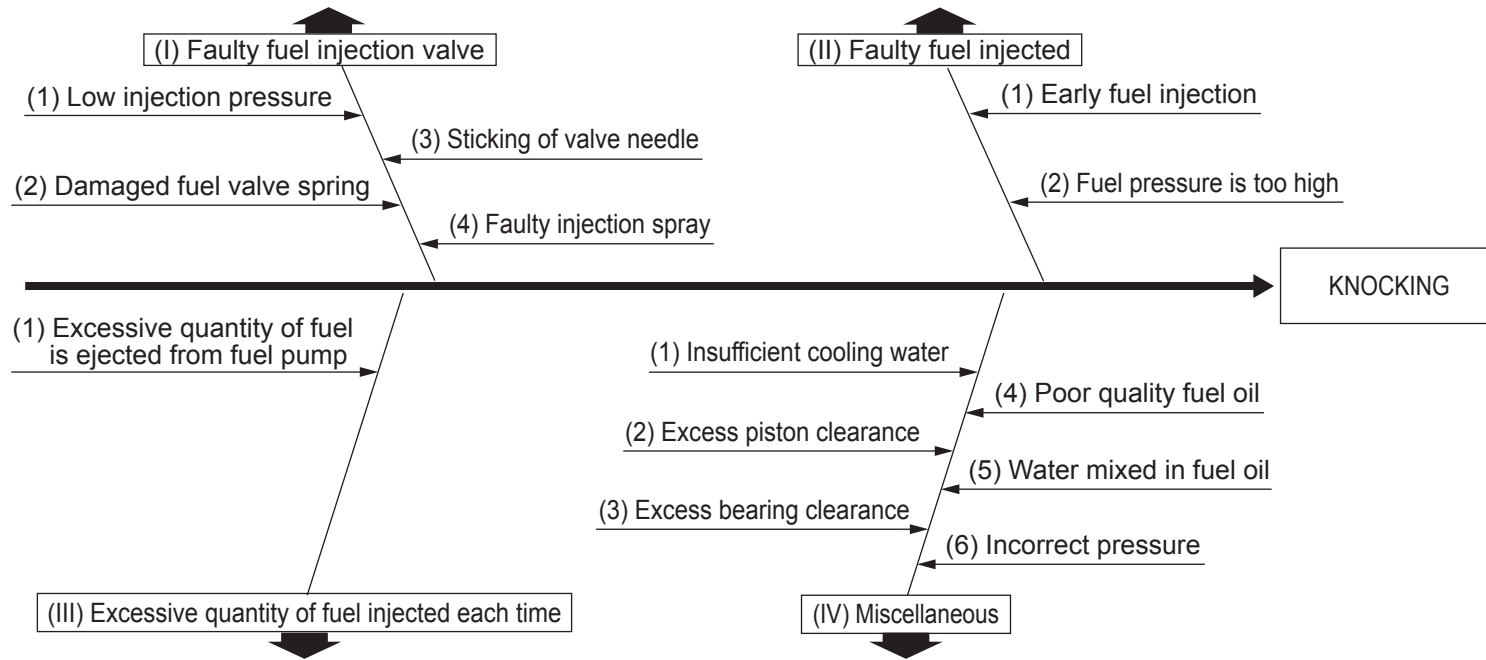 (I) Faulty fuel injection valve
(1) Low injection pressure
(2) Damaged fuel valve spring
(3) Sticking of valve needle
(4) Faulty injection spray
(II) Faulty fuel injected
(1) Early fuel injection
(2) Fuel pressure is too high
KNOCKING
(1) Excessive quantity of fuel
is ejected from fuel pump
(III) Excessive quantity of fuel injected each time
(1) Insufficient cooling water
(2) Excess piston clearance
(3) Excess bearing clearance
(4) Poor quality fuel oil
(5) Water mixed in fuel oil
(6) Incorrect pressure
(IV) Miscellaneous